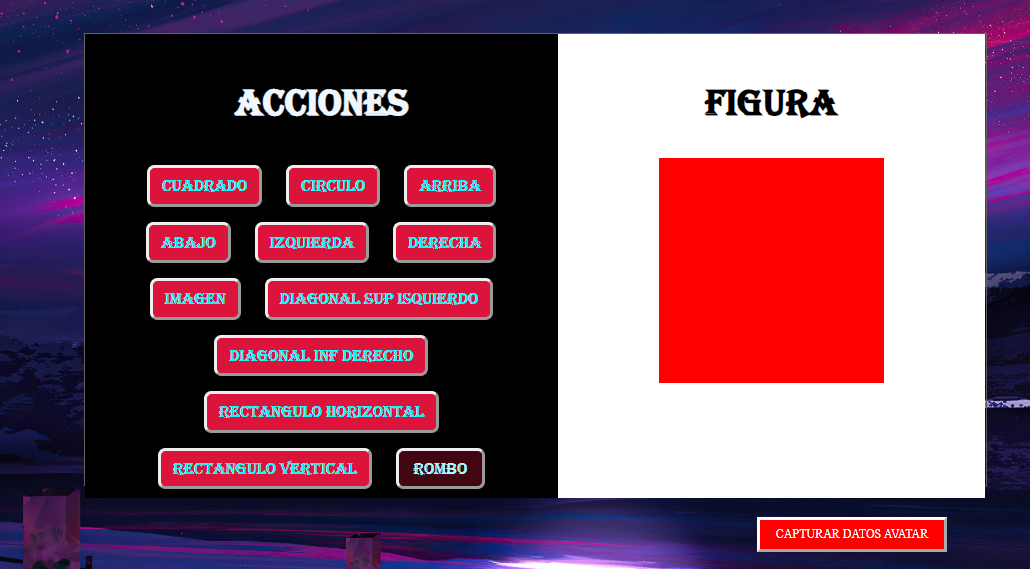 ACCIONES
FIGURA
CUADRADO CIRCULO ARRIBA
ABAJO IZQUIERDA DERECHA
IMAGEN DIAGONAL SUP ISQUIERDO
DIAGONAL INF DERECHO
RECTANGULO HORIZONTAL
RECTANGULO VERTICAL ROMBO
CAPTURAR DATOS AVATAR